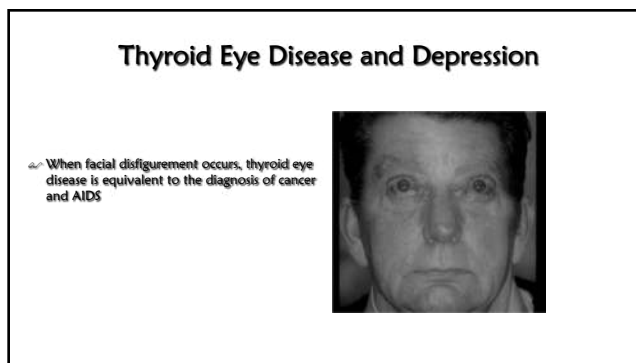 Thyroid Eye Disease and Depression
When facial disfigurement occurs, thyroid eye
disease is equivalent to the diagnosis of cancer
and AIDS